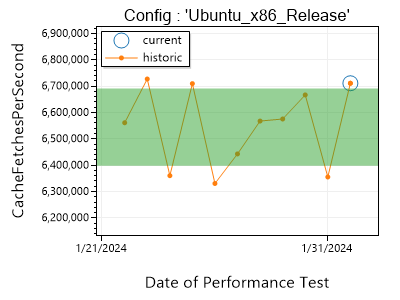 Config : 'Ubuntu_x86_Release'
current
historic
6,900,000
6,800,000
6,700,000
6,600,000
6,500,000
6,400,000
6,300,000
6,200,000
CacheFetchesPerSecond
1/21/2024
1/31/2024
Date of Performance Test